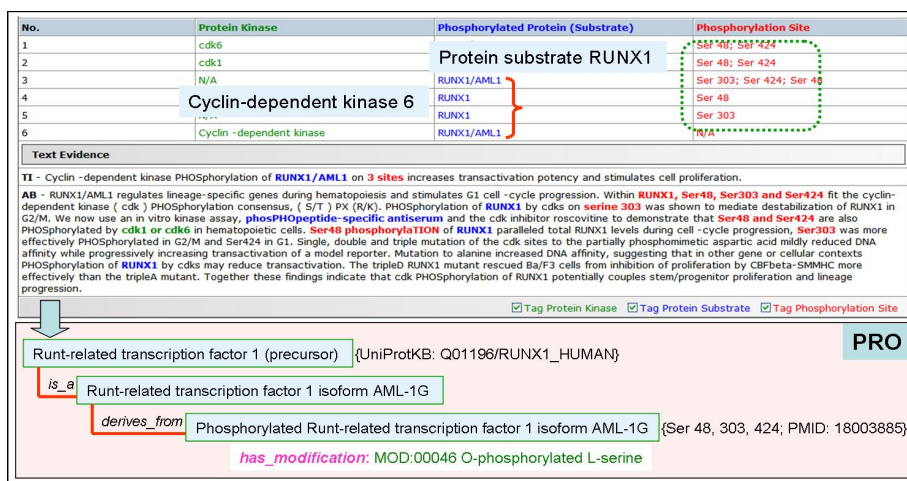 No. Protein Kinase Phosphorylated Protein (Substrate) Phosphorylation Site
1 cdk6 Ser 48; Ser 424
2 cdk1 Ser 48; Ser 424
Protein substrate RUNX1
3 N/A RUNX1/AML1 Ser 303; Ser 424; Ser 48
4 RUNX1 Ser 48
Cyclin-dependent kinase 6
5 N/A RUNX1 Ser 303
6 Cyclin -dependent kinase RUNX1/AML1 N/A
Text Evidence
TI - Cyclin -dependent kinase PHOSphorylation of RUNX1/AML1 on 3 sites increases transactivation potency and stimulates cell proliferation.
AB - RUNX1/AML1 regulates lineage-specific genes during hematopoiesis and stimulates G1 cell -cycle progression. Within RUNX1, Ser48, Ser303 and Ser424 fit the cyclin-
dependent kinase ( cdk ) PHOSphorylation consensus, ( S/T ) PX (R/K). PHOSphorylation of RUNX1 by cdks on serine 303 was shown to mediate destabilization of RUNX1 in
G2/M. We now use an in vitro kinase assay, phosPHOpeptide-specific antiserum and the cdk inhibitor roscovitine to demonstrate that Ser48 and Ser424 are also
PHOSphorylated by cdk1 or cdk6 in hematopoietic cells. Ser48 phosphorylaTION of RUNX1 paralleled total RUNX1 levels during cell -cycle progression, Ser303 was more
effectively PHOSphorylated in G2/M and Ser424 in G1. Single, double and triple mutation of the cdk sites to the partially phosphomimetic aspartic acid mildly reduced DNA
affinity while progressively increasing transactivation of a model reporter. Mutation to alanine increased DNA affinity, suggesting that in other gene or cellular contexts
PHOSphorylation of RUNX1 by cdks may reduce transactivation. The tripleD RUNX1 mutant rescued Ba/F3 cells from inhibition of proliferation by CBFbeta-SMMHC more
effectively than the tripleA mutant. Together these findings indicate that cdk PHOSphorylation of RUNX1 potentially couples stem/progenitor proliferation and lineage
progression.
Tag Protein Kinase Tag Protein Substrate Tag Phosphorylation Site
PRO
Runt-related transcription factor 1 (precursor) {UniProtKB: Q01196/RUNX1_HUMAN}
is_a Runt-related transcription factor 1 isoform AML-1G
derives_from Phosphorylated Runt-related transcription factor 1 isoform AML-1G {Ser 48, 303, 424; PMID: 18003885}
has_modification: MOD:00046 O-phosphorylated L-serine